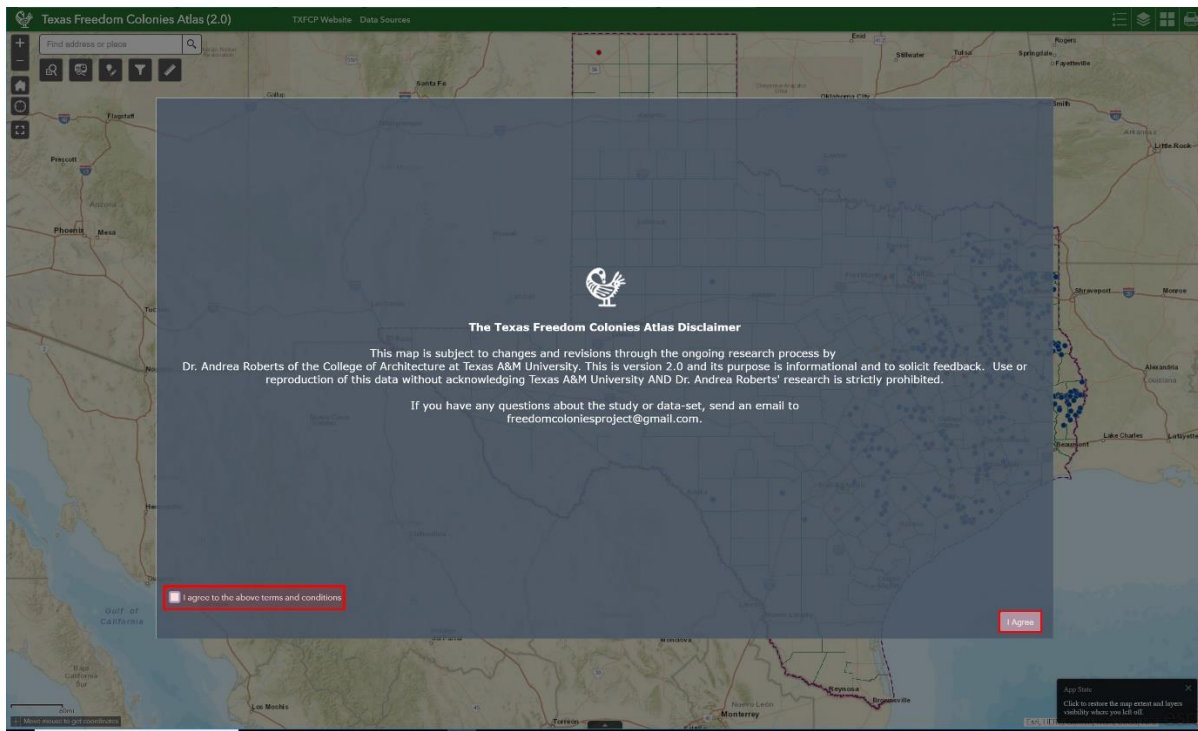 Texas Freedom Colonies Atlas (2.0)
TXFCP Website
Data Sources
Find address or place
Enid
Stillwater
Tulsa
Springdale
Rogers
Fayetteville
Santa Fe
Gallup
Oklahoma City
Smith
Flagstaff
Arkansas
Little Rock
Prescott
Arizona
Phoenix
Mesa
Shreveport
Monroe
The Texas Freedom Colonies Atlas Disclaimer
This map is subject to changes and revisions through the ongoing research process by
Dr. Andrea Roberts of the College of Architecture at Texas A&M University. This is version 2.0 and its purpose is informational and to solicit feedback. Use or
reproduction of this data without acknowledging Texas A&M University AND Dr. Andrea Roberts' research is strictly prohibited.
If you have any questions about the study or data-set, send an email to
freedomcoloniesproject@gmail.com.
Alexandria
Louisiana
Lake Charles
Lafayette
Beaumont
I agree to the above terms and conditions
I Agree
Gulf of
California
Baja
California
Sur
Los Mochis
Torreon
Nuevo Leon
Monterrey
Reynosa
Brownsville
60mi
Move mouse to get coordinates
App State
Click to restore the map extent and layers
visibility where you left off.